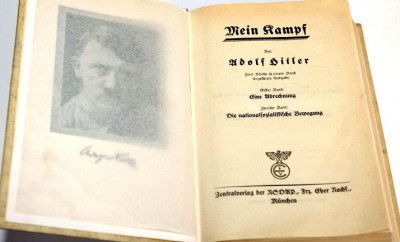 Mein Kampf
Von
Adolf Hitler
Zwei Bände in einem Band
Ungekürzte Ausgabe
Erster Band:
Eine Abrechnung
Zweiter Band:
Die nationalsozialistische Bewegung
Zentralverlag der NSDAP., Frz. Eher Nachf.,
München